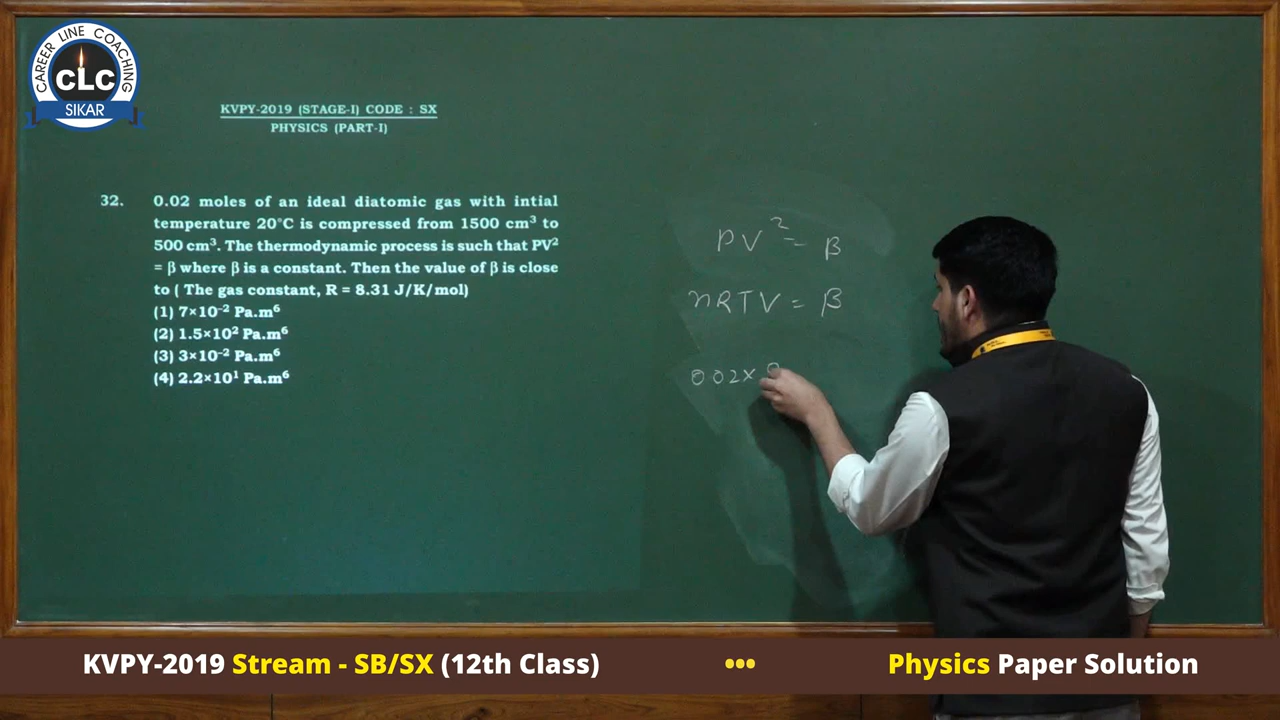 CAREER LINE COACHING
CLC
SIKAR
KVPY-2019 (STAGE-I) CODE : SX
PHYSICS (PART-I)
32. 0.02 moles of an ideal diatomic gas with intial
temperature 20°C is compressed from 1500 cm³ to
500 cm³. The thermodynamic process is such that PV²
= β where β is a constant. Then the value of β is close
to ( The gas constant, R = 8.31 J/K/mol)
(1) 7×10⁻² Pa.m⁶
(2) 1.5×10² Pa.m⁶
(3) 3×10⁻² Pa.m⁶
(4) 2.2×10¹ Pa.m⁶
PV² = β
nRTV = β
0.02×
KVPY-2019 Stream - SB/SX (12th Class) ••• Physics Paper Solution